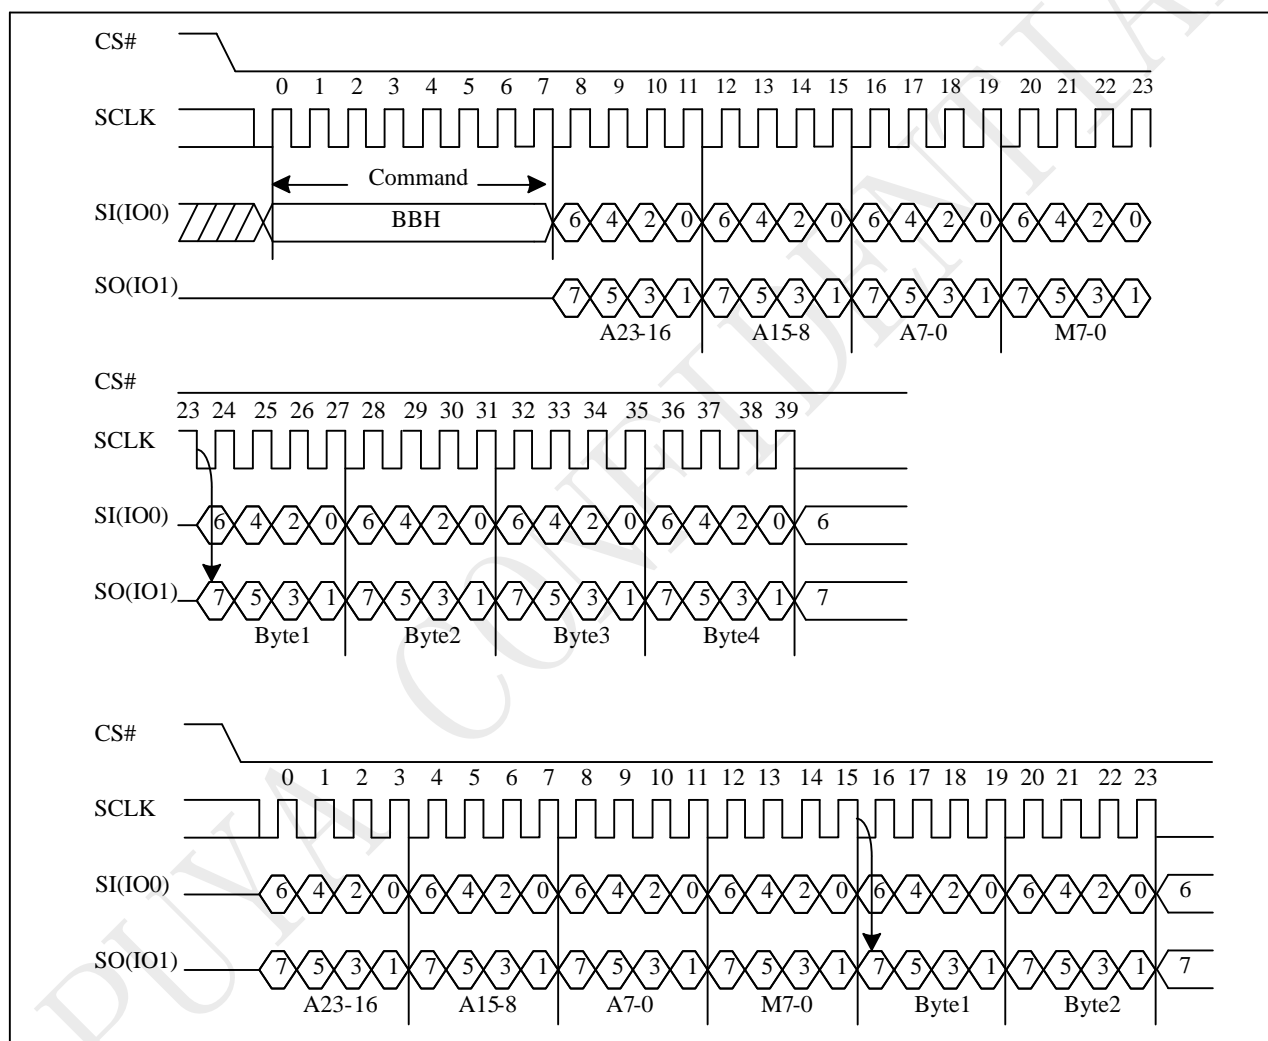 CS#
0 1 2 3 4 5 6 7 8 9 10 11 12 13 14 15 16 17 18 19 20 21 22 23
SCLK
Command
SI(IO0) BBH 6 4 2 0 6 4 2 0 6 4 2 0 6 4 2 0
SO(IO1) 7 5 3 1 7 5 3 1 7 5 3 1 7 5 3 1
A23-16 A15-8 A7-0 M7-0
CS#
23 24 25 26 27 28 29 30 31 32 33 34 35 36 37 38 39
SCLK
SI(IO0) 6 4 2 0 6 4 2 0 6 4 2 0 6 4 2 0 6
SO(IO1) 7 5 3 1 7 5 3 1 7 5 3 1 7 5 3 1 7
Byte1 Byte2 Byte3 Byte4
CS#
0 1 2 3 4 5 6 7 8 9 10 11 12 13 14 15 16 17 18 19 20 21 22 23
SCLK
SI(IO0) 6 4 2 0 6 4 2 0 6 4 2 0 6 4 2 0 6 4 2 0 6 4 2 0 6
SO(IO1) 7 5 3 1 7 5 3 1 7 5 3 1 7 5 3 1 7 5 3 1 7 5 3 1 7
A23-16 A15-8 A7-0 M7-0 Byte1 Byte2
PUYA CONFIDENTIAL